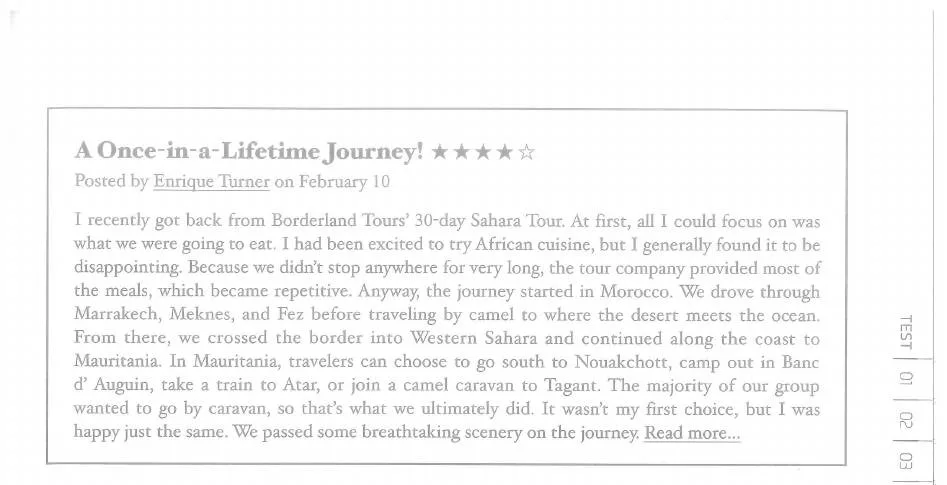 A Once-in-a-Lifetime Journey! ★★★★☆
Posted by Enrique Turner on February 10
I recently got back from Borderland Tours' 30-day Sahara Tour. At first, all I could focus on was
what we were going to eat. I had been excited to try African cuisine, but I generally found it to be
disappointing. Because we didn't stop anywhere for very long, the tour company provided most of
the meals, which became repetitive. Anyway, the journey started in Morocco. We drove through
Marrakech, Meknes, and Fez before traveling by camel to where the desert meets the ocean.
From there, we crossed the border into Western Sahara and continued along the coast to
Mauritania. In Mauritania, travelers can choose to go south to Nouakchott, camp out in Banc
d' Auguin, take a train to Atar, or join a camel caravan to Tagant. The majority of our group
wanted to go by caravan, so that's what we ultimately did. It wasn't my first choice, but I was
happy just the same. We passed some breathtaking scenery on the journey. Read more...
TEST
01
02
03